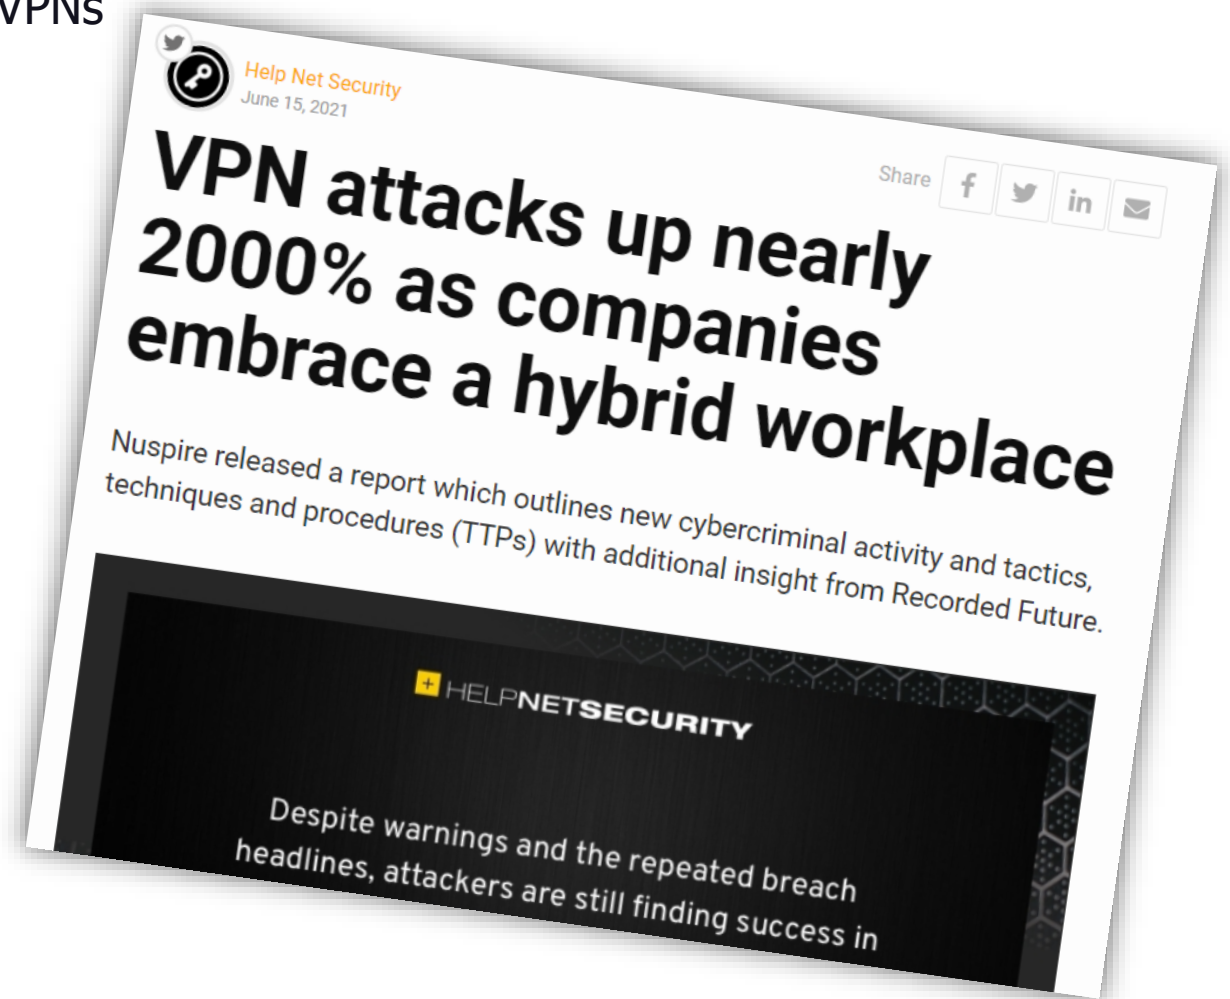 VPNs
Help Net Security
June 15, 2021
Share
VPN attacks up nearly
2000% as companies
embrace a hybrid workplace
Nuspire released a report which outlines new cybercriminal activity and tactics,
techniques and procedures (TTPs) with additional insight from Recorded Future.
HELPNETSECURITY
Despite warnings and the repeated breach
headlines, attackers are still finding success in